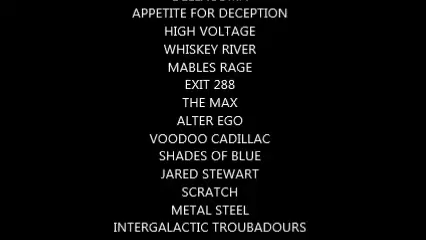 APPETITE FOR DECEPTION
HIGH VOLTAGE
WHISKEY RIVER
MABLES RAGE
EXIT 288
THE MAX
ALTER EGO
VOODOO CADILLAC
SHADES OF BLUE
JARED STEWART
SCRATCH
METAL STEEL
INTERGALACTIC TROUBADOURS